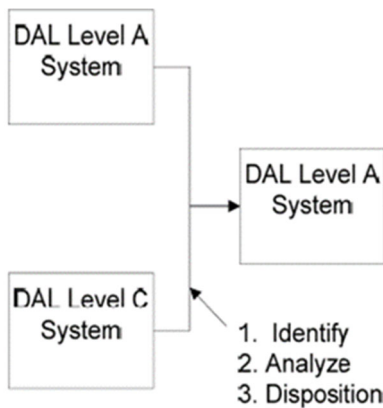 DAL Level A
System
DAL Level A
System
DAL Level C
System
1. Identify
2. Analyze
3. Disposition